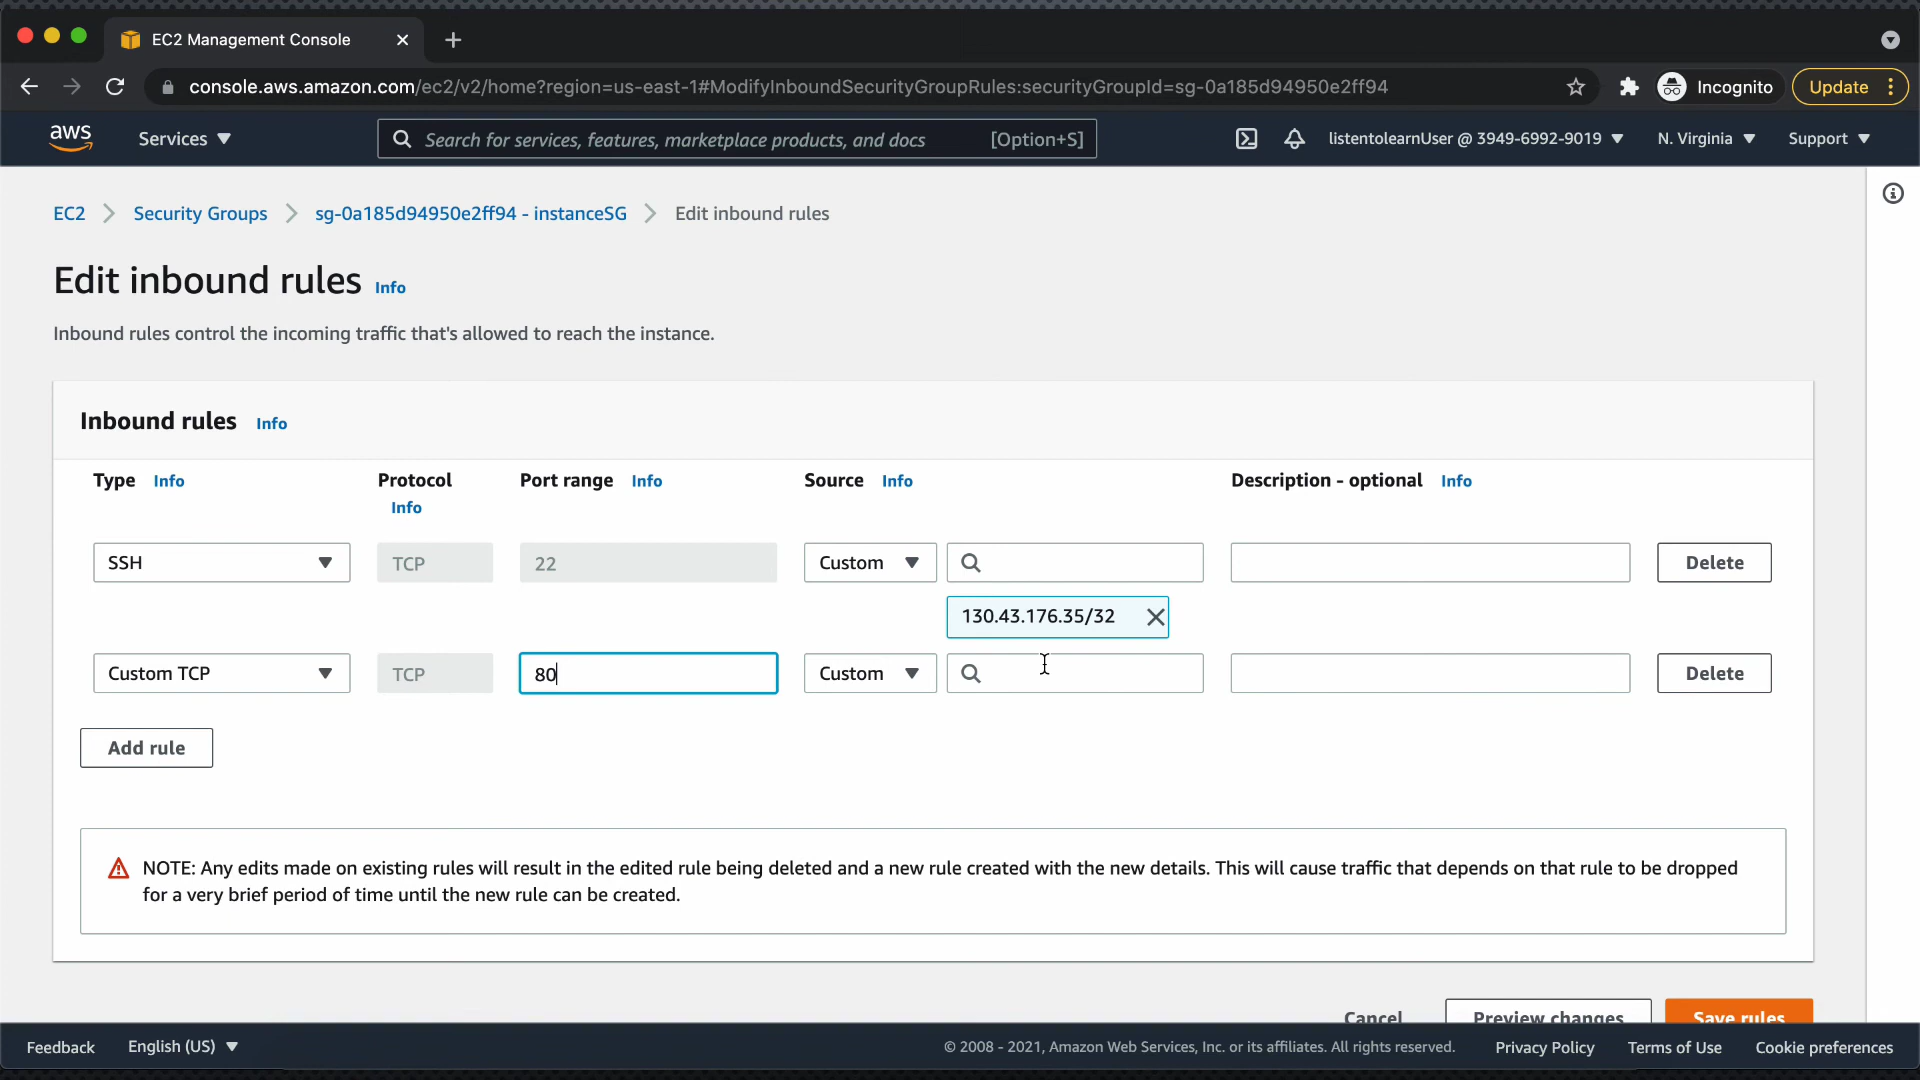 EC2 Management Console
console.aws.amazon.com/ec2/v2/home?region=us-east-1#ModifyInboundSecurityGroupRules:securityGroupId=sg-0a185d94950e2ff94
Incognito
Update
aws
Services
Search for services, features, marketplace products, and docs [Option+S]
listentolearnUser @ 3949-6992-9019
N. Virginia
Support
EC2 > Security Groups > sg-0a185d94950e2ff94 - instanceSG > Edit inbound rules
Edit inbound rules Info
Inbound rules control the incoming traffic that's allowed to reach the instance.
Inbound rules Info
Type Info Protocol Port range Info Source Info Description - optional Info
Info
SSH TCP 22 Custom Delete
130.43.176.35/32
Custom TCP TCP 80 Custom Delete
Add rule
NOTE: Any edits made on existing rules will result in the edited rule being deleted and a new rule created with the new details. This will cause traffic that depends on that rule to be dropped
for a very brief period of time until the new rule can be created.
Cancel Preview changes Save rules
Feedback English (US) © 2008 - 2021, Amazon Web Services, Inc. or its affiliates. All rights reserved. Privacy Policy Terms of Use Cookie preferences